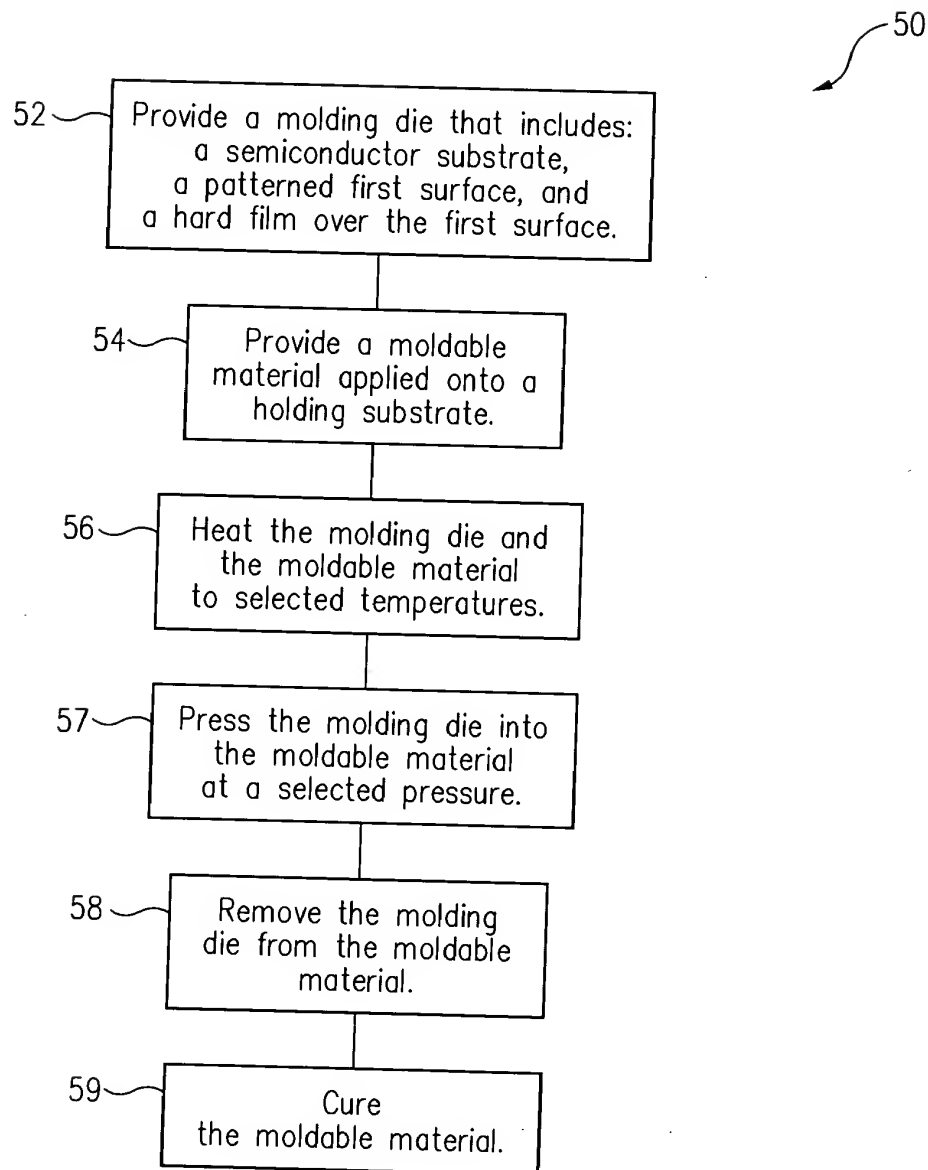 50
52
Provide a molding die that includes:
a semiconductor substrate,
a patterned first surface, and
a hard film over the first surface.
54
Provide a moldable
material applied onto a
holding substrate.
56
Heat the molding die and
the moldable material
to selected temperatures.
57
Press the molding die into
the moldable material
at a selected pressure.
58
Remove the molding
die from the moldable
material.
59
Cure
the moldable material.